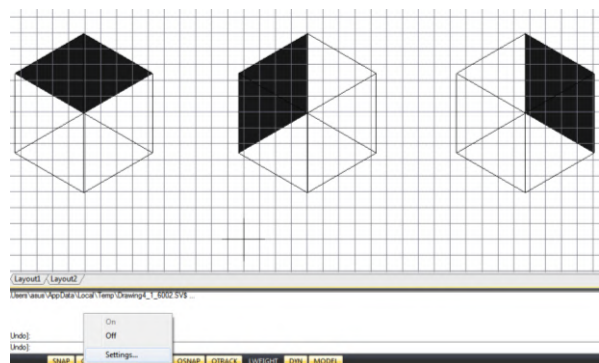 Layout1 / Layout2
Users\asus\AppData\Local\Temp\Drawing4_1_6002.SV$ ...
On
Undo]:
Off
Undo]:
Settings...
SNAP OSNAP OTRACK LWEIGHT DYN MODEL